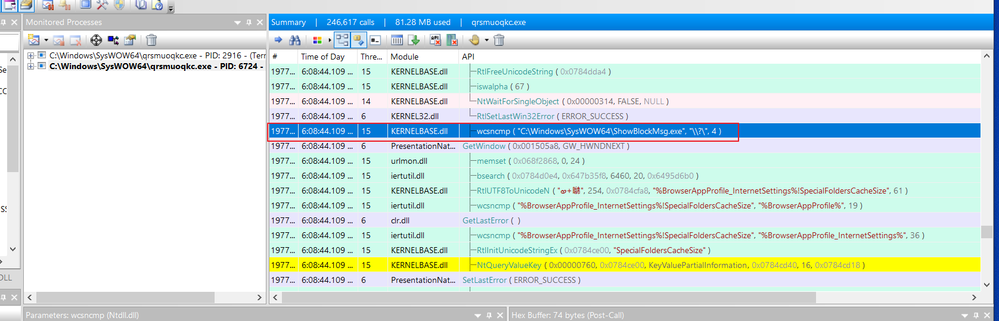 Monitored Processes
Summary | 246,617 calls | 81.28 MB used | qrsmuoqkc.exe
C:\Windows\SysWOW64\qrsmuoqkc.exe - PID: 2916 - (Terr
C:\Windows\SysWOW64\qrsmuoqkc.exe - PID: 6724 -
# Time of Day Thre... Module API
1977... 6:08:44.109 ... 15 KERNELBASE.dll RtlFreeUnicodeString ( 0x0784dda4 )
1977... 6:08:44.109 ... 15 KERNELBASE.dll iswalpha ( 67 )
1977... 6:08:44.109 ... 14 KERNELBASE.dll NtWaitForSingleObject ( 0x00000314, FALSE, NULL )
1977... 6:08:44.109 ... 6 KERNEL32.dll RtlSetLastWin32Error ( ERROR_SUCCESS )
1977... 6:08:44.109 ... 15 KERNELBASE.dll wcsncmp ( "C:\Windows\SysWOW64\ShowBlockMsg.exe", "\\?\", 4 )
1977... 6:08:44.109 ... 6 PresentationNat... GetWindow ( 0x001505a8, GW_HWNDNEXT )
1977... 6:08:44.109 ... 15 urlmon.dll memset ( 0x068f2868, 0, 24 )
1977... 6:08:44.109 ... 15 iertutil.dll bsearch ( 0x0784d0e4, 0x647b35f8, 6460, 20, 0x6495d6b0 )
1977... 6:08:44.109 ... 15 KERNELBASE.dll RtlUTF8ToUnicodeN ( 254, 0x0784cfa8, "%BrowserAppProfile_InternetSettings%!SpecialFoldersCacheSize", 61 )
1977... 6:08:44.109 ... 15 iertutil.dll wcsncmp ( "%BrowserAppProfile_InternetSettings%!SpecialFoldersCacheSize", "%BrowserAppProfile%", 19 )
1977... 6:08:44.109 ... 6 clr.dll GetLastError ( )
1977... 6:08:44.109 ... 15 iertutil.dll wcsncmp ( "%BrowserAppProfile_InternetSettings%!SpecialFoldersCacheSize", "%BrowserAppProfile_InternetSettings%", 36 )
1977... 6:08:44.109 ... 15 KERNELBASE.dll RtlInitUnicodeStringEx ( 0x0784ce00, "SpecialFoldersCacheSize" )
1977... 6:08:44.109 ... 15 KERNELBASE.dll NtQueryValueKey ( 0x00000760, 0x0784ce00, KeyValuePartialInformation, 0x0784cd40, 16, 0x0784cd18 )
1977... 6:08:44.109 ... 6 PresentationNat... SetLastError ( ERROR_SUCCESS )
Parameters: wcsncmp (Ntdll.dll)
Hex Buffer: 74 bytes (Post-Call)